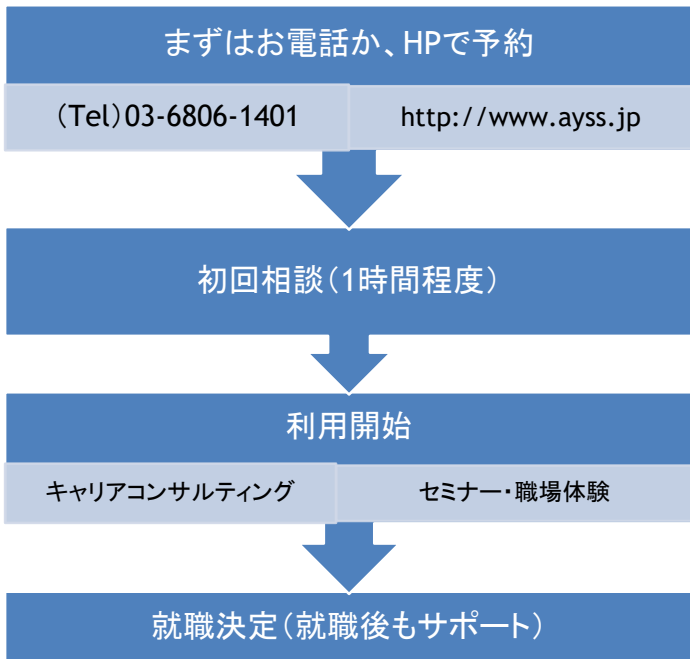 まずはお電話か、HPで予約
（Tel）03-6806-1401
http://www.ayss.jp
初回相談（1時間程度）
利用開始
キャリアコンサルティング
セミナー・職場体験
就職決定（就職後もサポート）